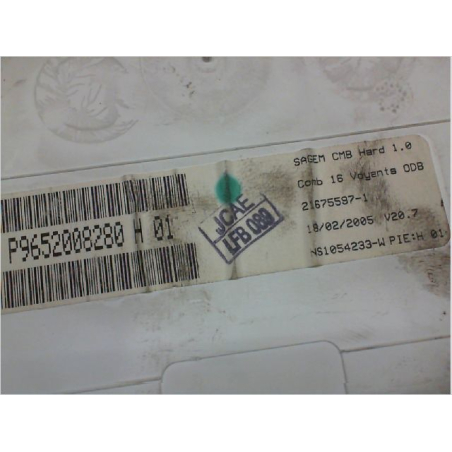 P9652008280 H 01
JCAE
LFB 080
SAGEM CMB Hard 1.0
Comb 16 Voyants ODB
21675597-1
18/02/2005 V20.7
NS1054233-W PIE:H 01